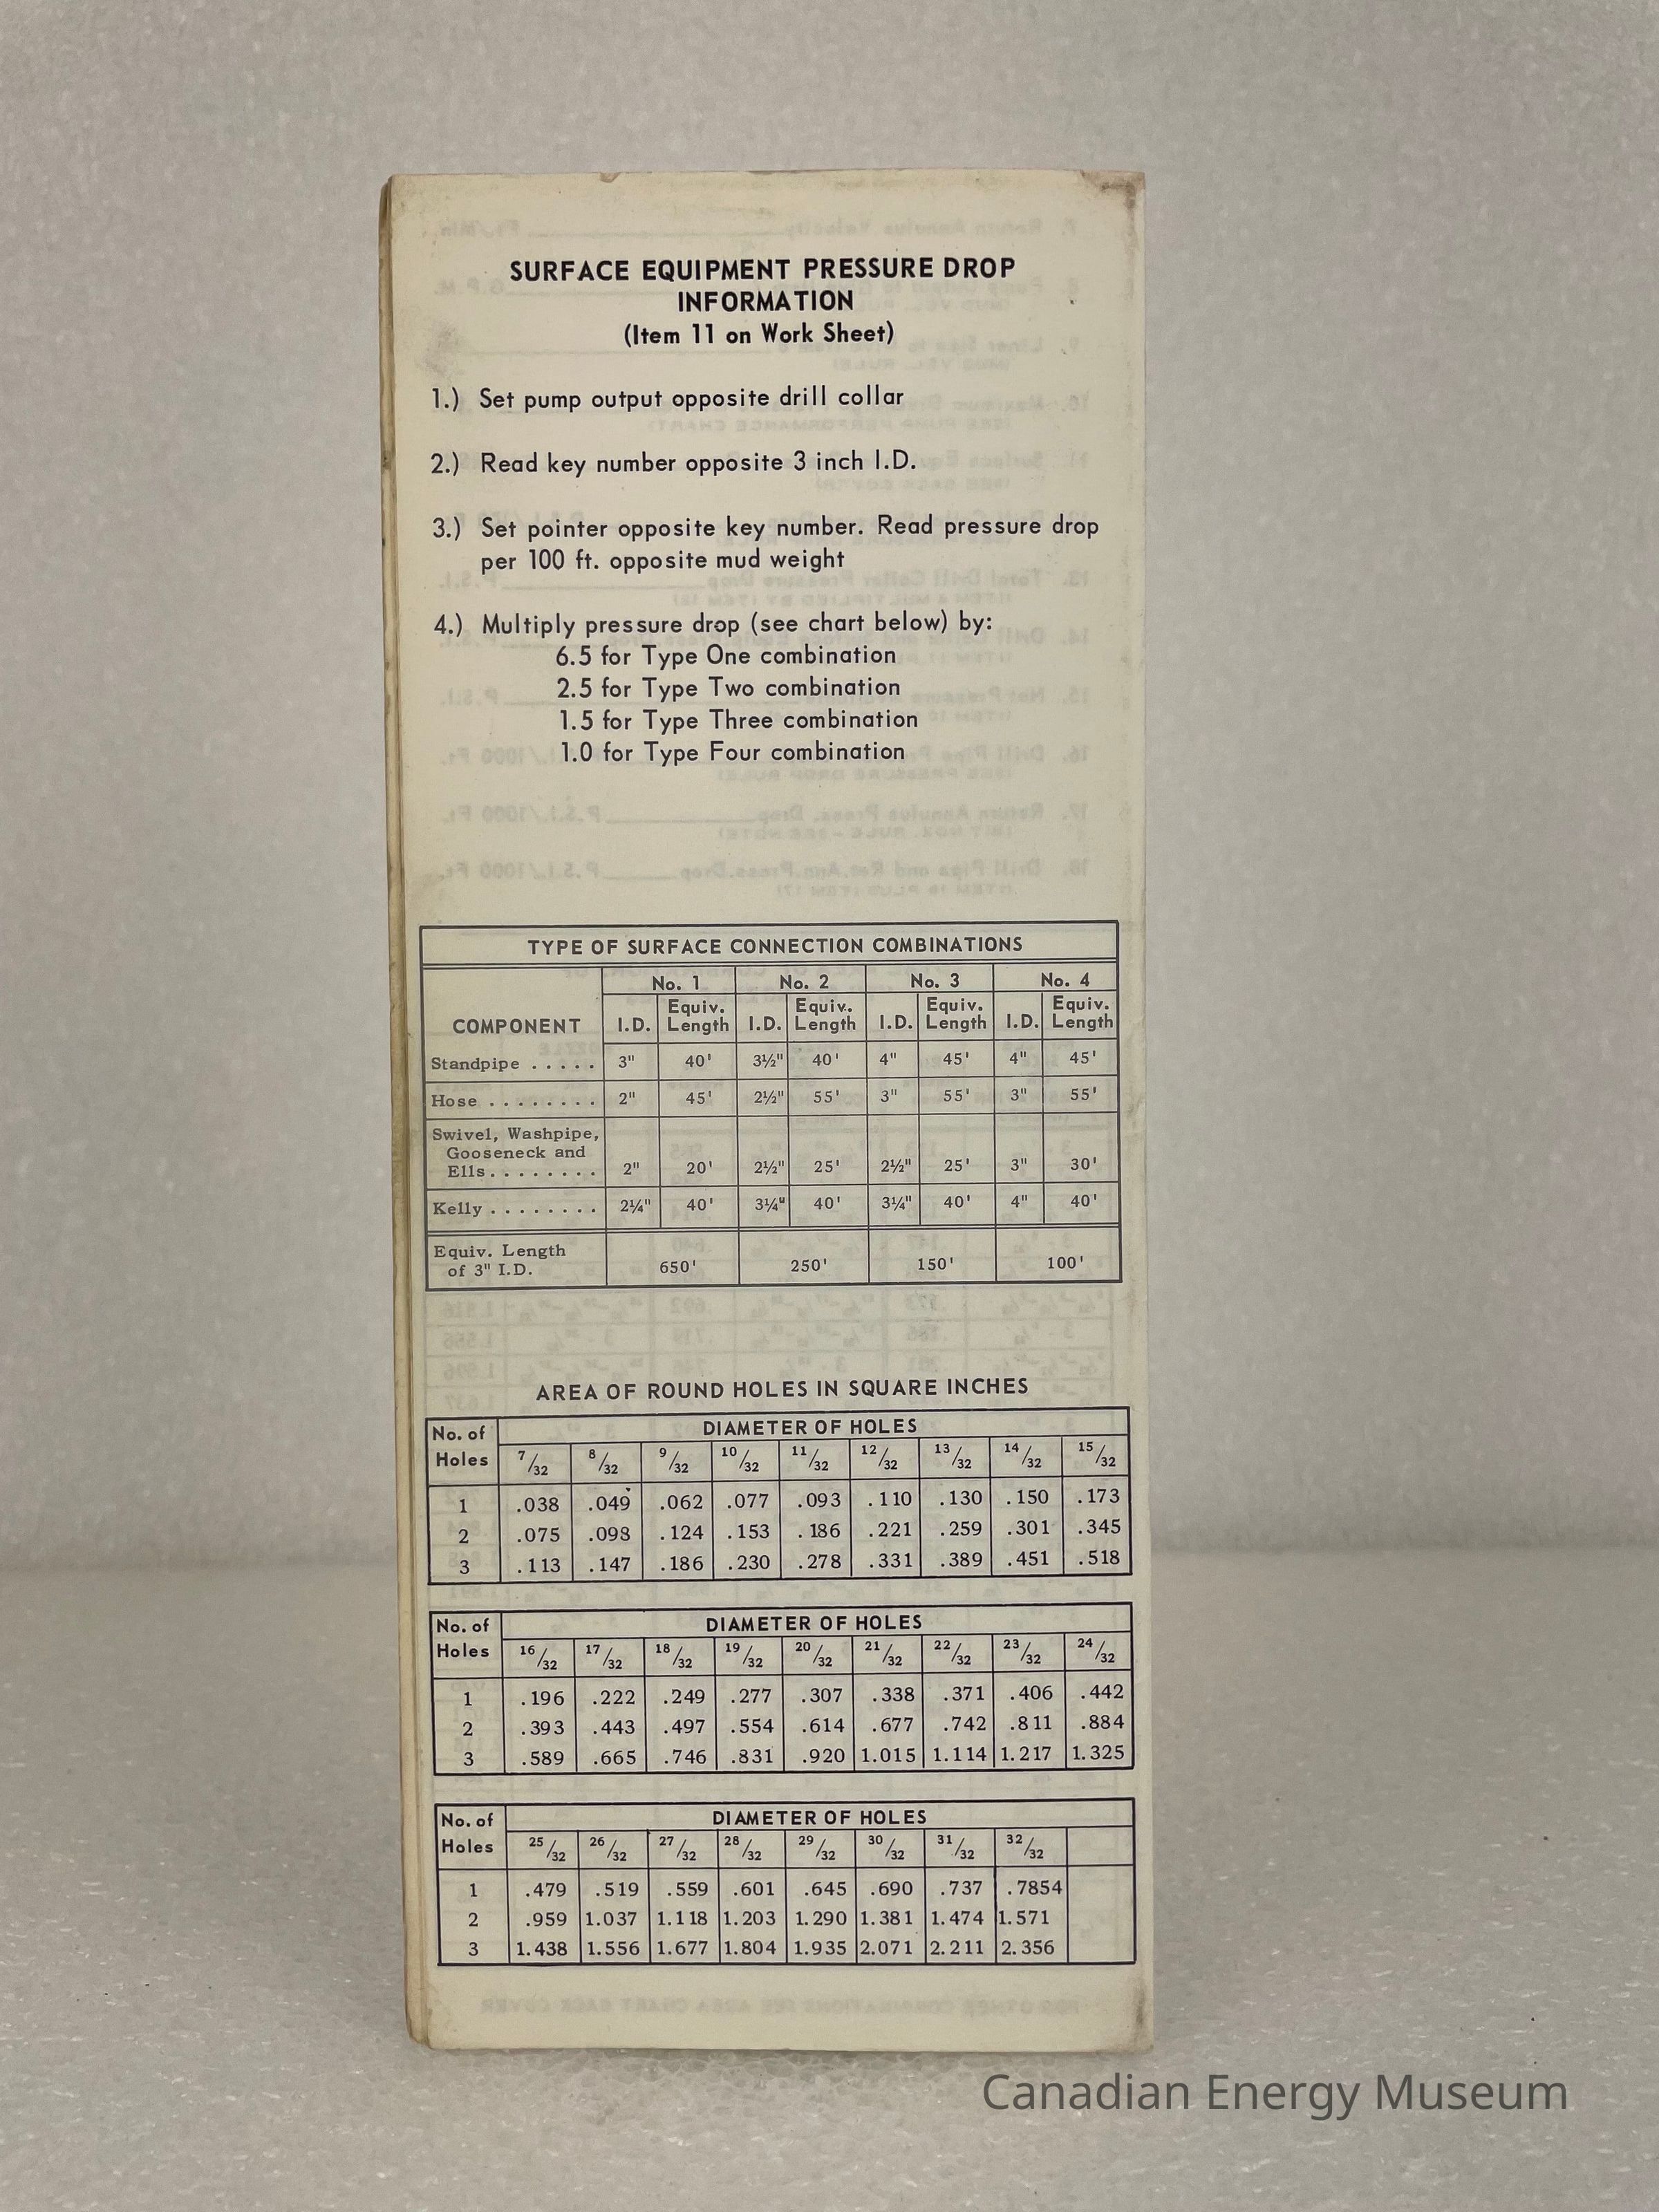 SURFACE EQUIPMENT PRESSURE DROP
INFORMATION
(Item 11 on Work Sheet)
1.) Set pump output opposite drill collar
2.) Read key number opposite 3 inch I.D.
3.) Set pointer opposite key number. Read pressure drop
per 100 ft. opposite mud weight
4.) Multiply pressure drop (see chart below) by:
6.5 for Type One combination
2.5 for Type Two combination
1.5 for Type Three combination
1.0 for Type Four combination
TYPE OF SURFACE CONNECTION COMBINATIONS
No. 1 No. 2 No. 3 No. 4
Equiv. Equiv. Equiv. Equiv.
COMPONENT I.D. Length I.D. Length I.D. Length I.D. Length
Standpipe . . . . . 3" 40' 3½" 40' 4" 45' 4" 45'
Hose . . . . . . . . 2" 45' 2½" 55' 3" 55' 3" 55'
Swivel, Washpipe,
Gooseneck and
Ells. . . . . . . . 2" 20' 2½" 25' 2½" 25' 3" 30'
Kelly . . . . . . . . 2¼" 40' 3¼" 40' 3¼" 40' 4" 40'
Equiv. Length
of 3" I.D. 650' 250' 150' 100'
AREA OF ROUND HOLES IN SQUARE INCHES
No. of DIAMETER OF HOLES
Holes 7/32 8/32 9/32 10/32 11/32 12/32 13/32 14/32 15/32
1 .038 .049 .062 .077 .093 .110 .130 .150 .173
2 .075 .098 .124 .153 .186 .221 .259 .301 .345
3 .113 .147 .186 .230 .278 .331 .389 .451 .518
No. of DIAMETER OF HOLES
Holes 16/32 17/32 18/32 19/32 20/32 21/32 22/32 23/32 24/32
1 .196 .222 .249 .277 .307 .338 .371 .406 .442
2 .393 .443 .497 .554 .614 .677 .742 .811 .884
3 .589 .665 .746 .831 .920 1.015 1.114 1.217 1.325
No. of DIAMETER OF HOLES
Holes 25/32 26/32 27/32 28/32 29/32 30/32 31/32 32/32
1 .479 .519 .559 .601 .645 .690 .737 .7854
2 .959 1.037 1.118 1.203 1.290 1.381 1.474 1.571
3 1.438 1.556 1.677 1.804 1.935 2.071 2.211 2.356
Canadian Energy Museum